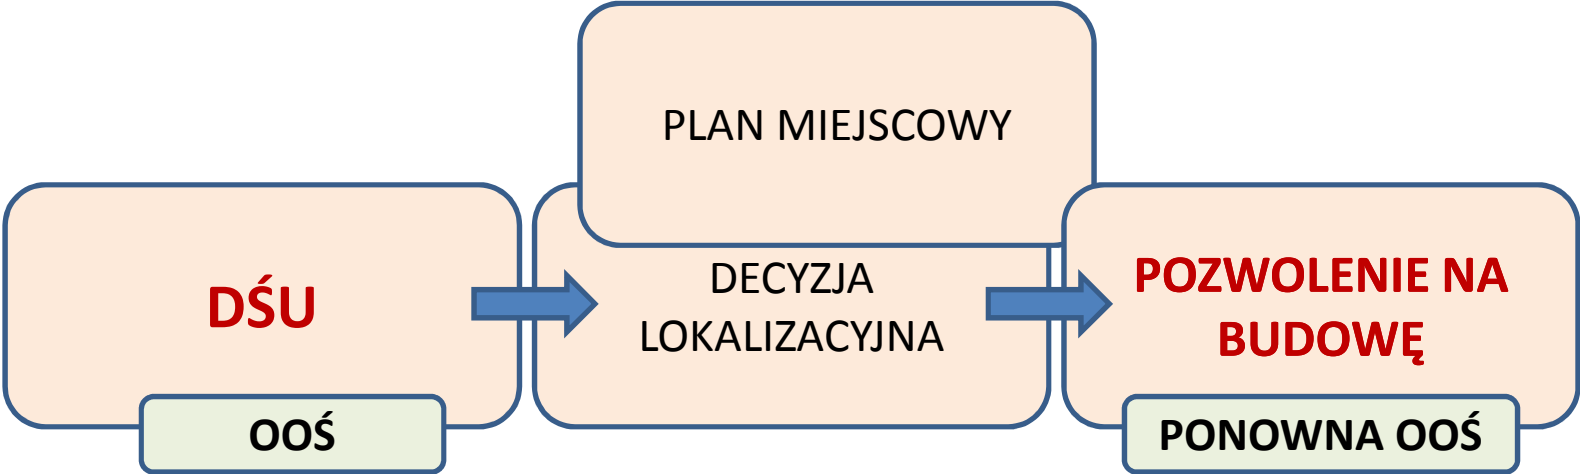 PLAN MIEJSCOWY
DŚU
OOŚ
DECYZJA
LOKALIZACYJNA
POZWOLENIE NA
BUDOWĘ
PONOWNA OOŚ